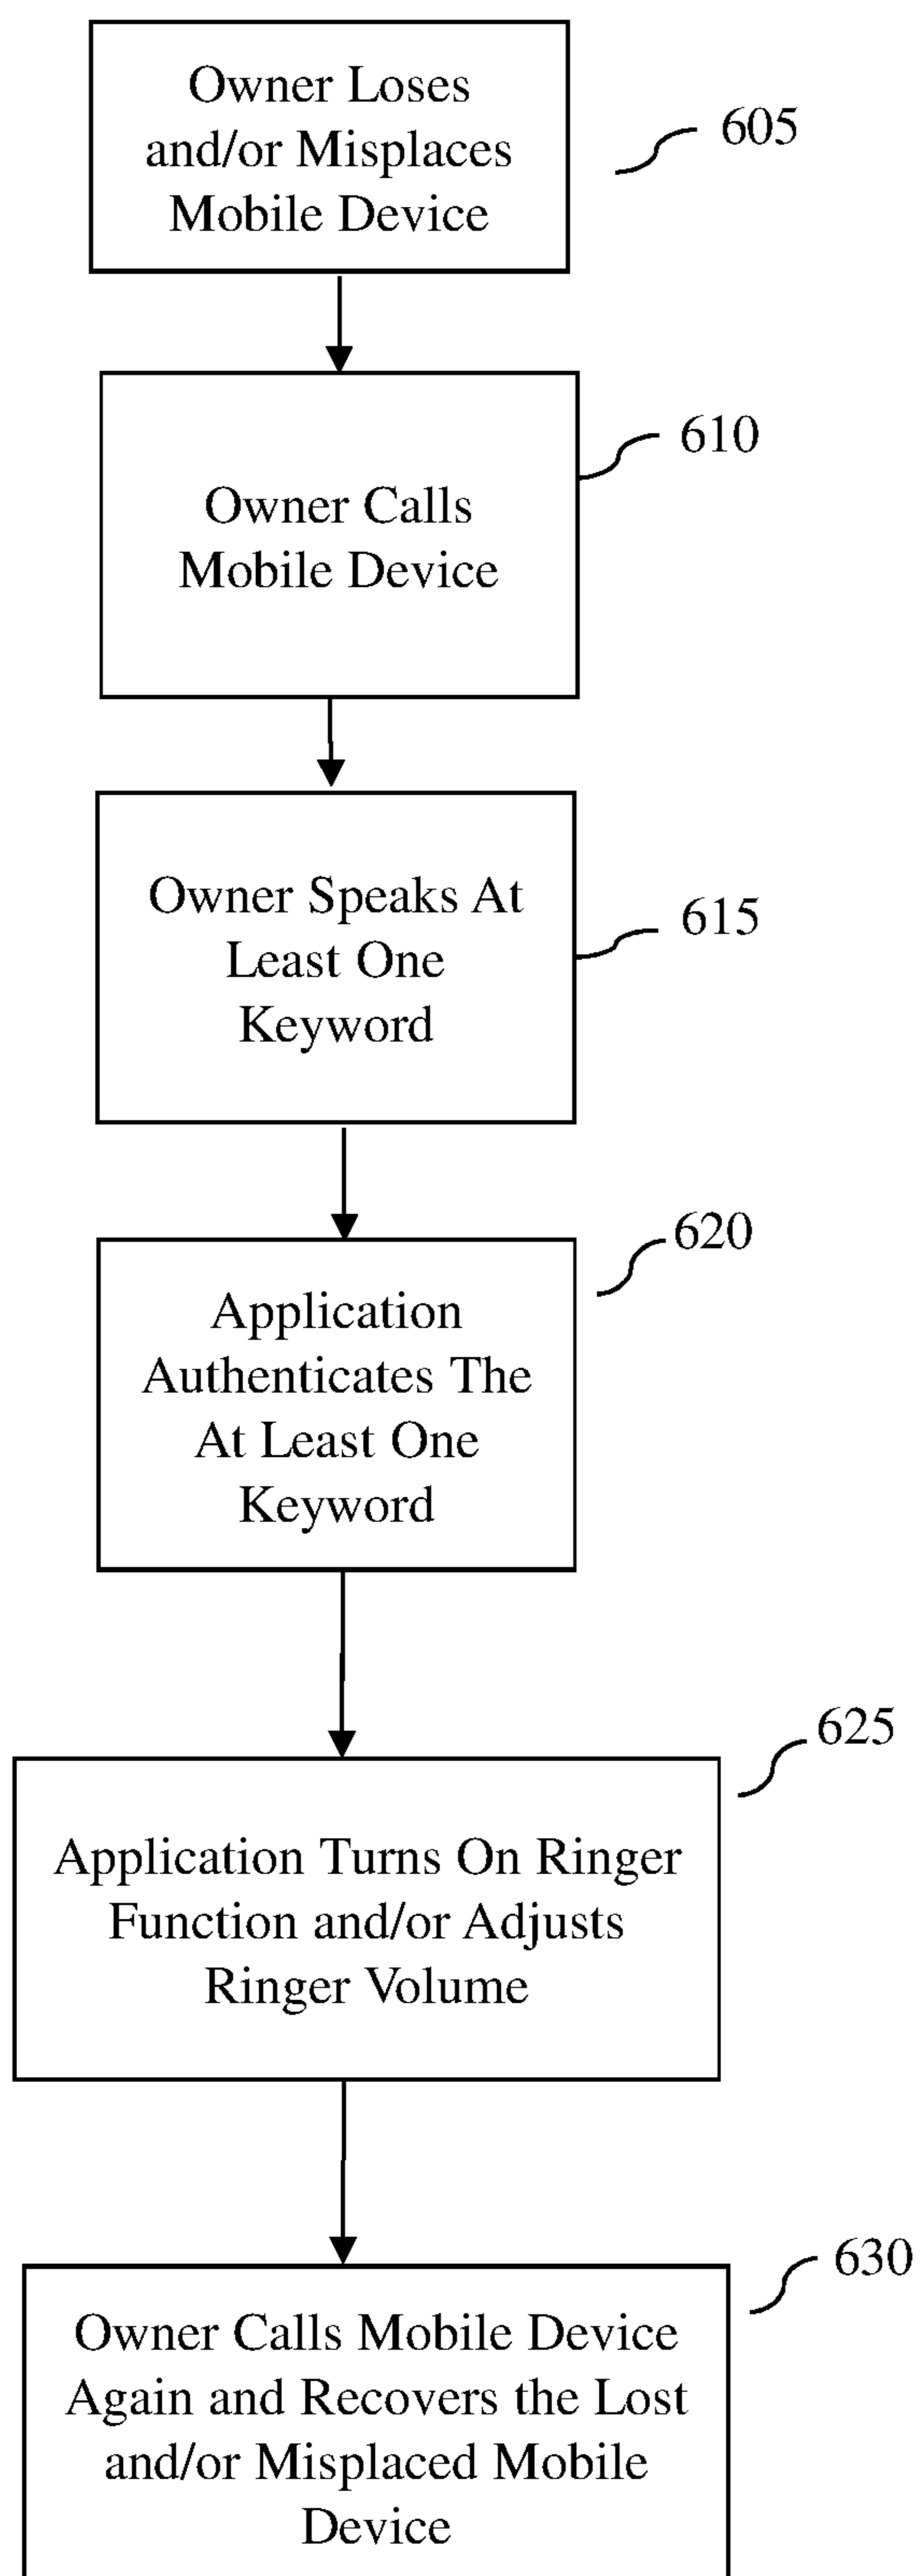 Owner Loses
and/or Misplaces
Mobile Device
605
Owner Calls
Mobile Device
610
Owner Speaks At
Least One
Keyword
615
Application
Authenticates The
At Least One
Keyword
620
Application Turns On Ringer
Function and/or Adjusts
Ringer Volume
625
Owner Calls Mobile Device
Again and Recovers the Lost
and/or Misplaced Mobile
Device
630